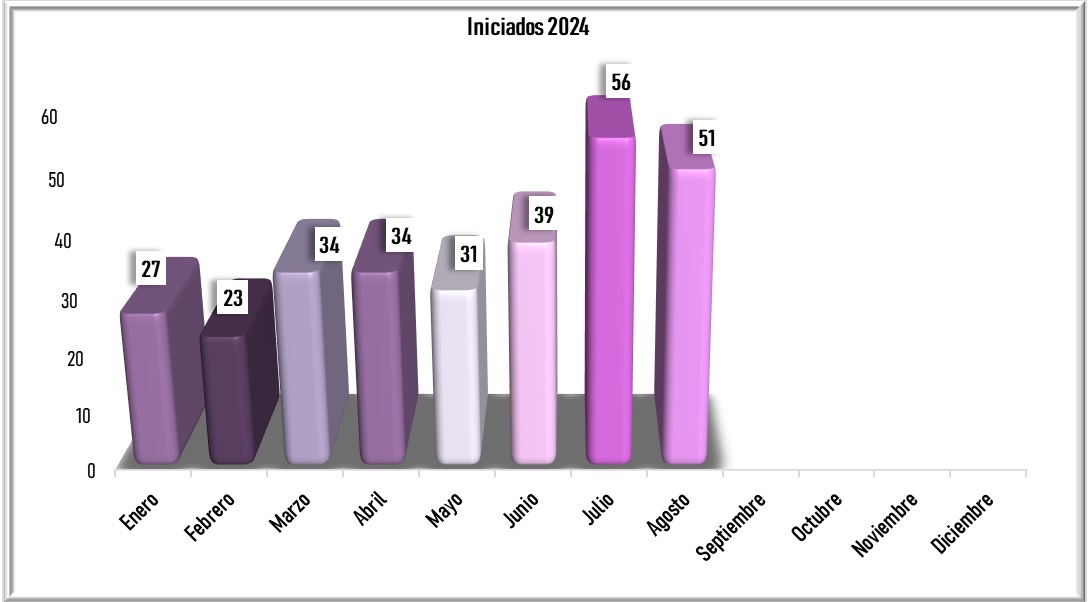 Iniciados 2024
60
50
40
30
20
10
0
27
23
34
34
31
39
56
51
Enero
Febrero
Marzo
Abril
Mayo
Junio
Julio
Agosto
Septiembre
Octubre
Noviembre
Diciembre